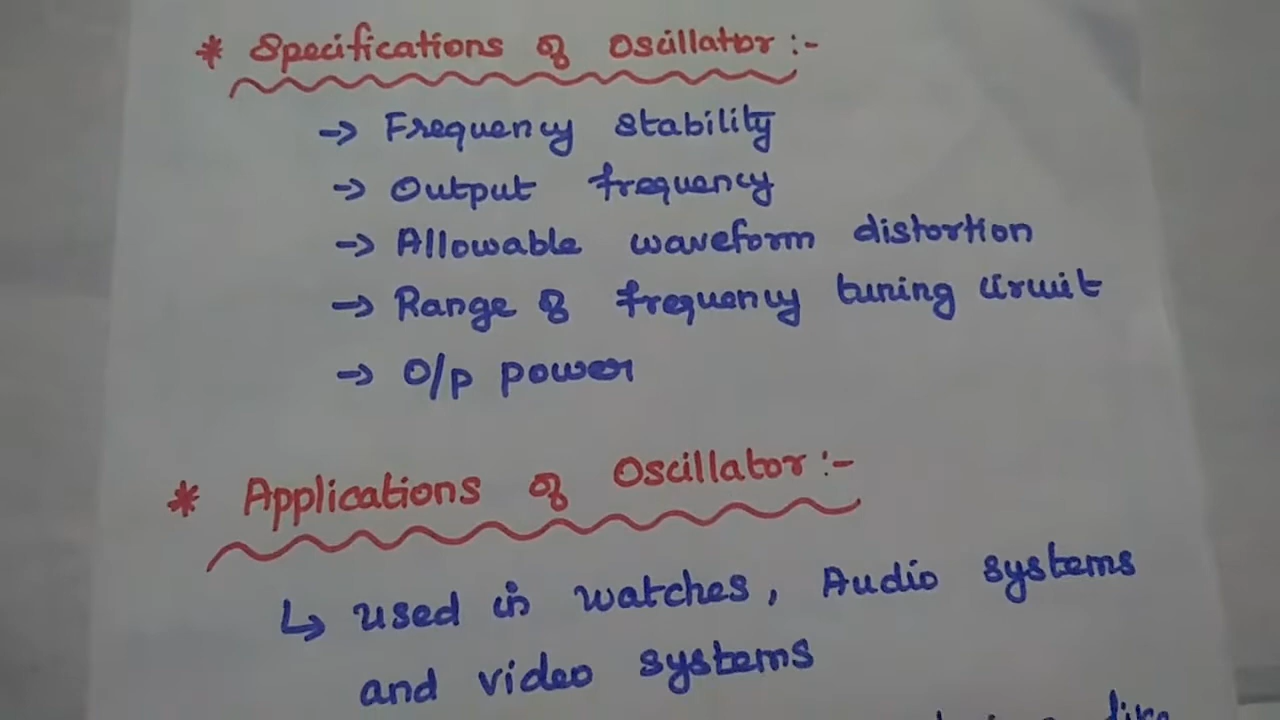 * Specifications of Oscillator :-
→ Frequency stability
→ Output frequency
→ Allowable waveform distortion
→ Range of frequency tuning circuit
→ O/p power
* Applications of Oscillator :-
↳ used in watches, Audio systems
and video systems
like